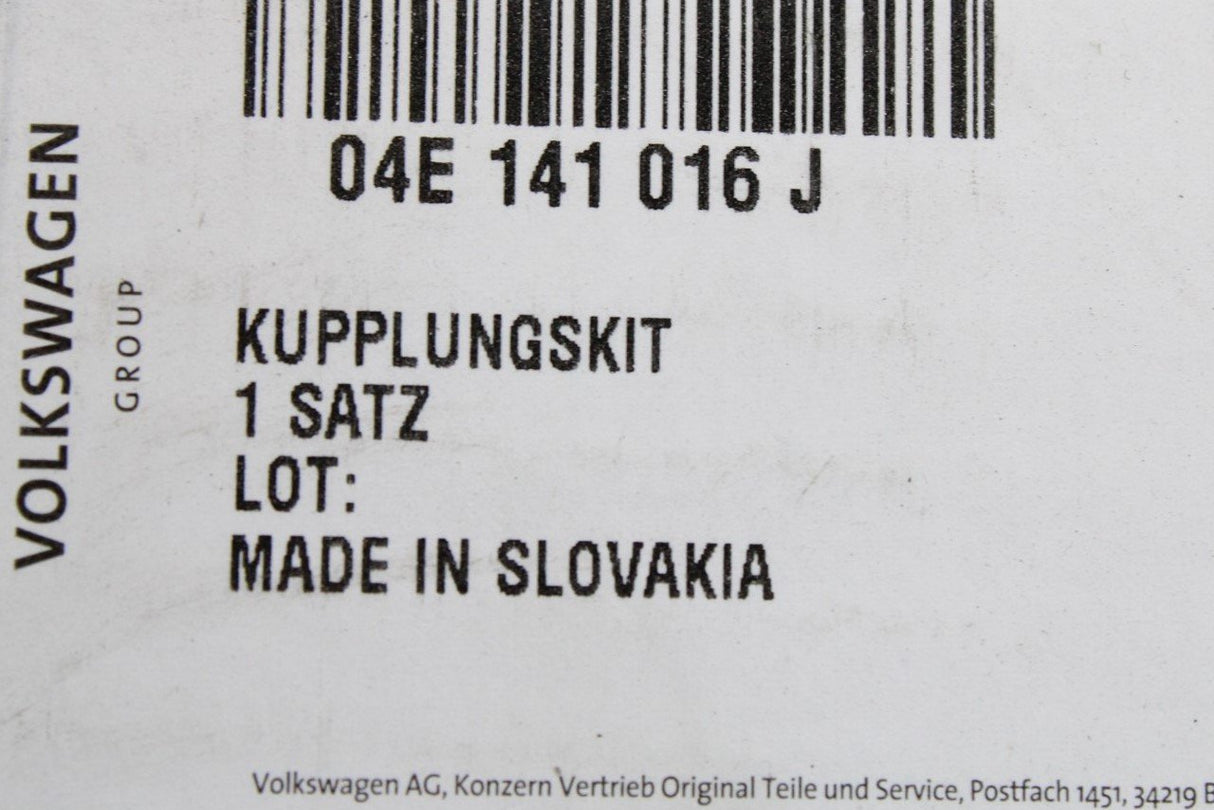 04E 141 016 J
KUPPLUNGSKIT
1 SATZ
LOT:
MADE IN SLOVAKIA
VOLKSWAGEN
GROUP
Volkswagen AG, Konzern Vertrieb Original Teile und Service, Postfach 1451, 34219